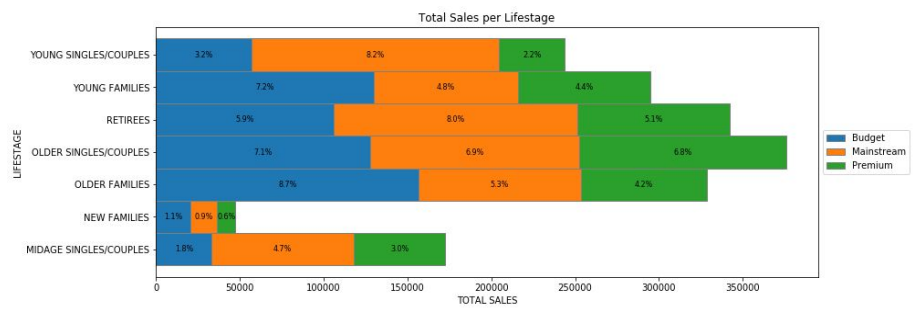 Total Sales per Lifestage
YOUNG SINGLES/COUPLES 3.2% 8.2% 2.2%
YOUNG FAMILIES 7.2% 4.8% 4.4%
RETIREES 5.9% 8.0% 5.1%
OLDER SINGLES/COUPLES 7.1% 6.9% 6.8%
OLDER FAMILIES 8.7% 5.3% 4.2%
NEW FAMILIES 1.1% 0.9% 0.6%
MIDAGE SINGLES/COUPLES 1.8% 4.7% 3.0%
LIFESTAGE
0 50000 100000 150000 200000 250000 300000 350000
TOTAL SALES
Budget
Mainstream
Premium